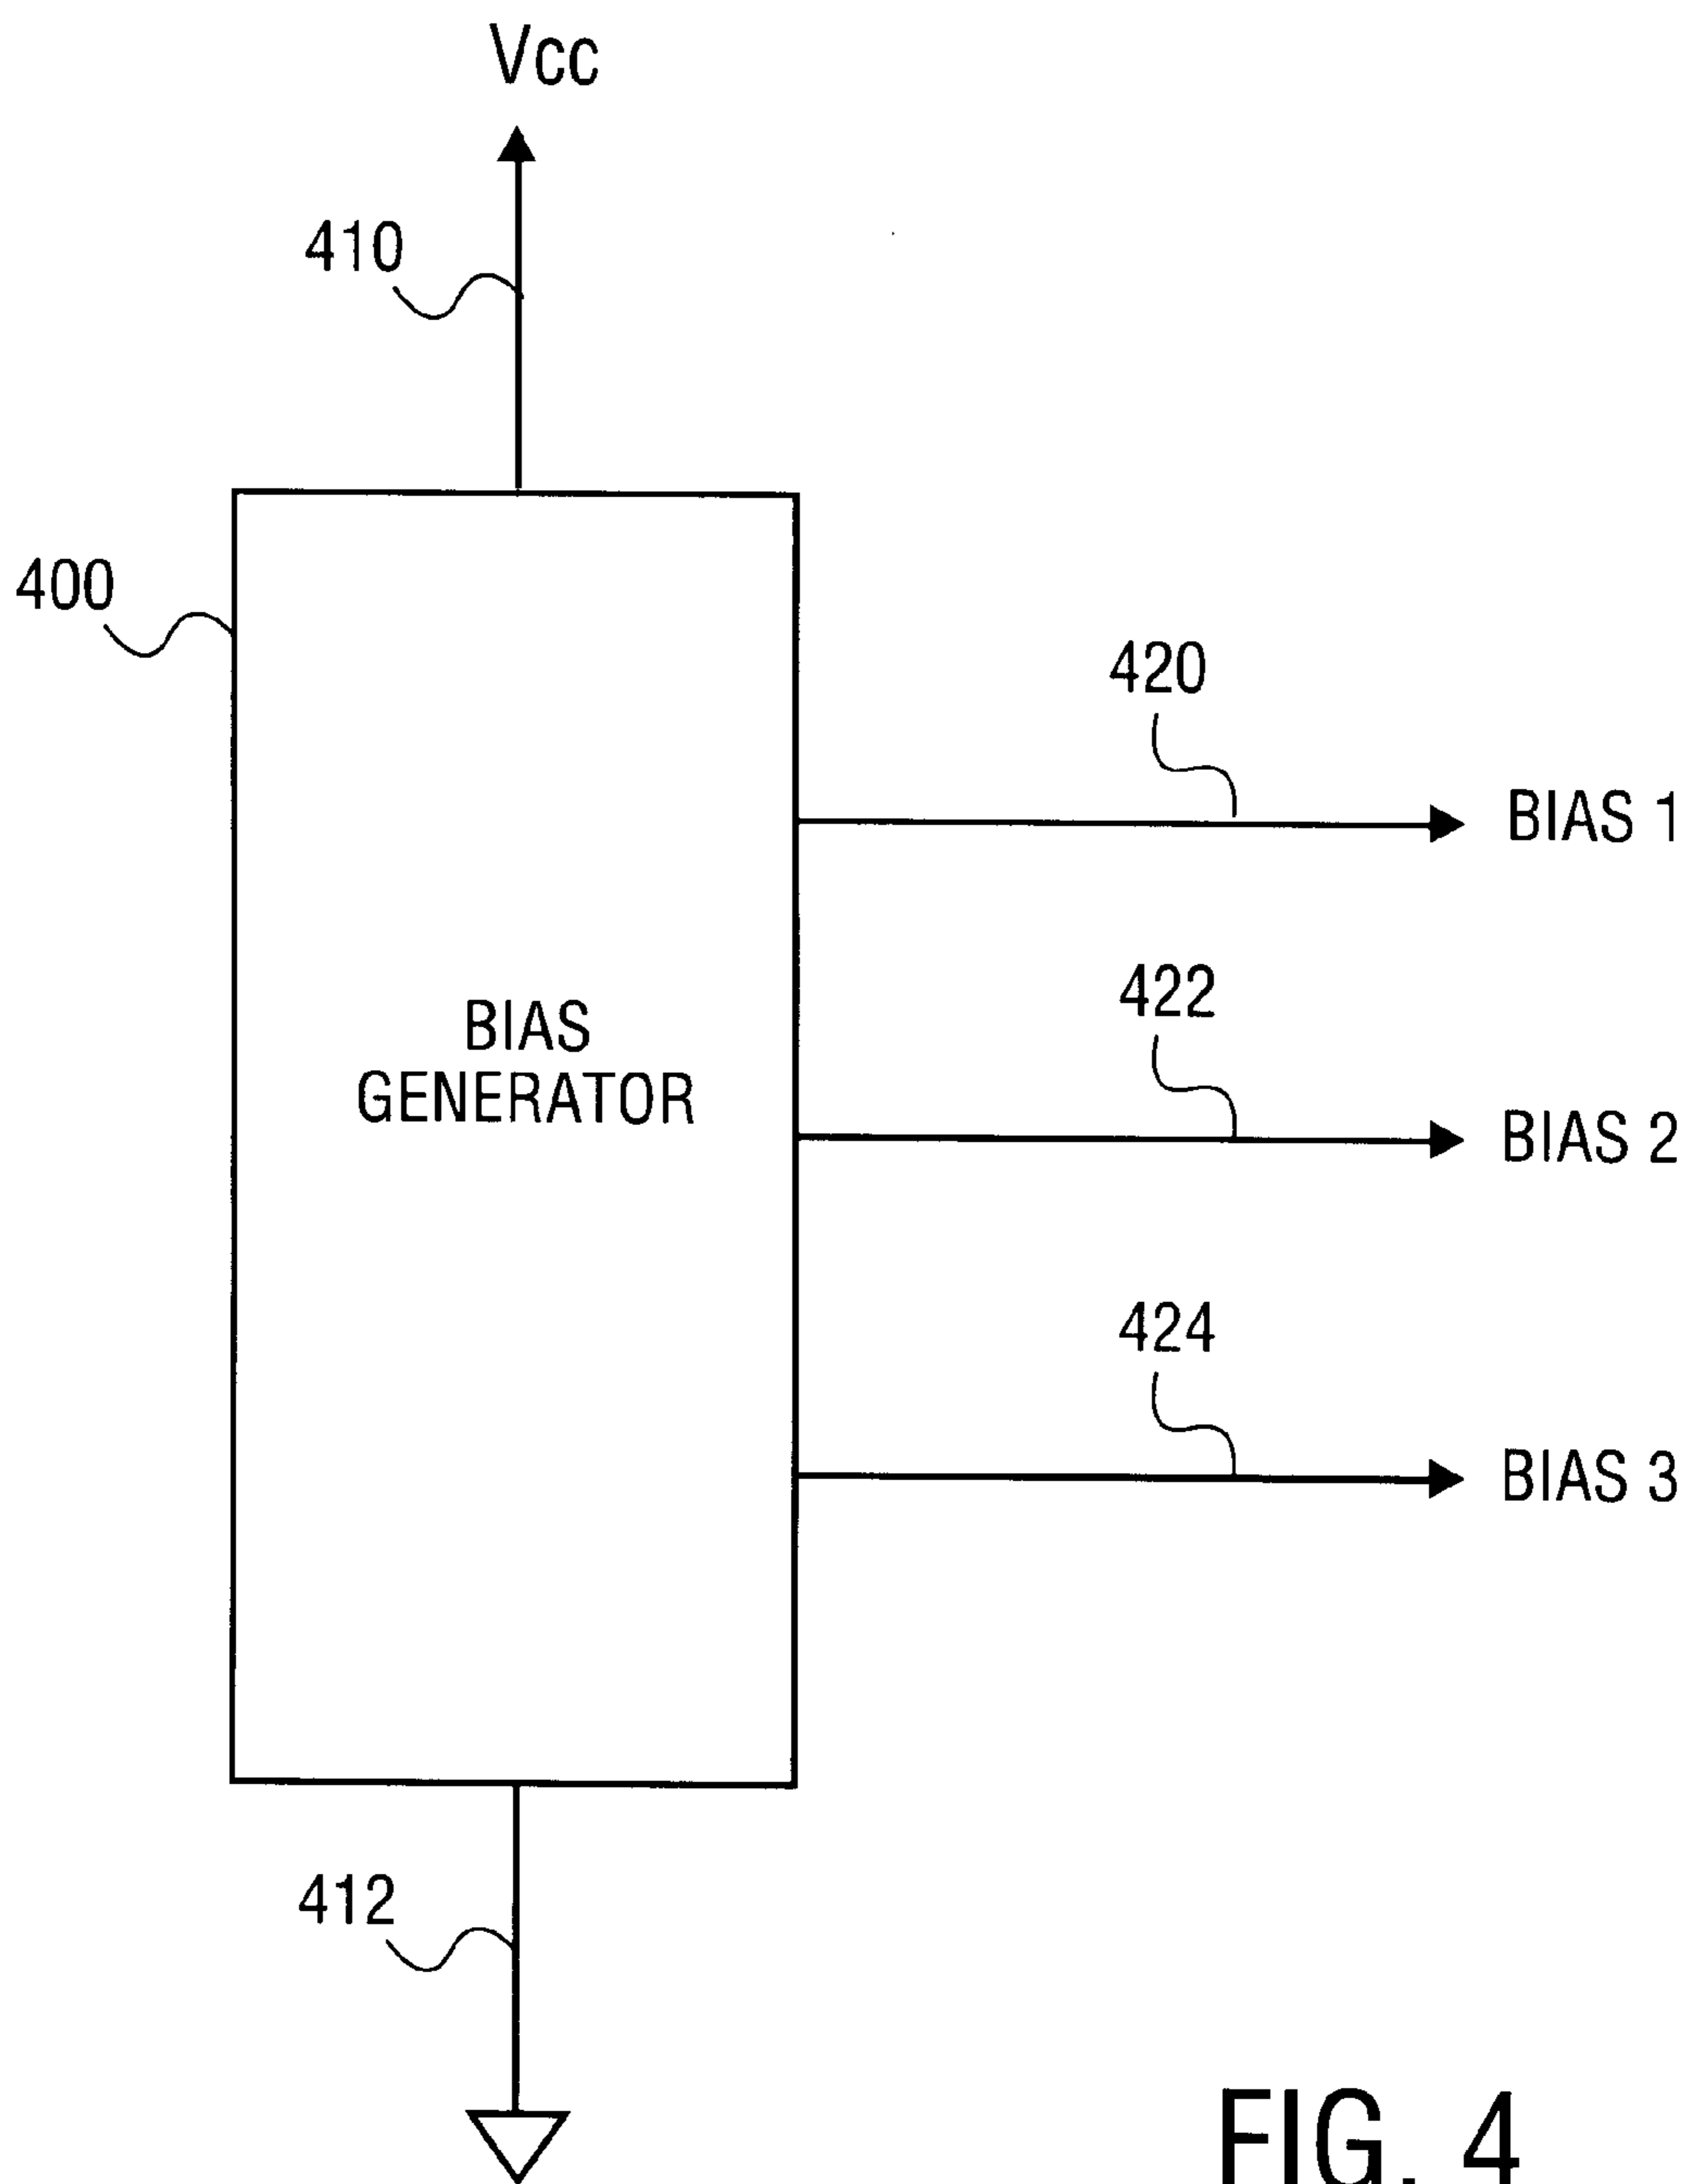 Vcc
410
400
420
BIAS 1
422
BIAS
GENERATOR
BIAS 2
424
BIAS 3
412
FIG. 4